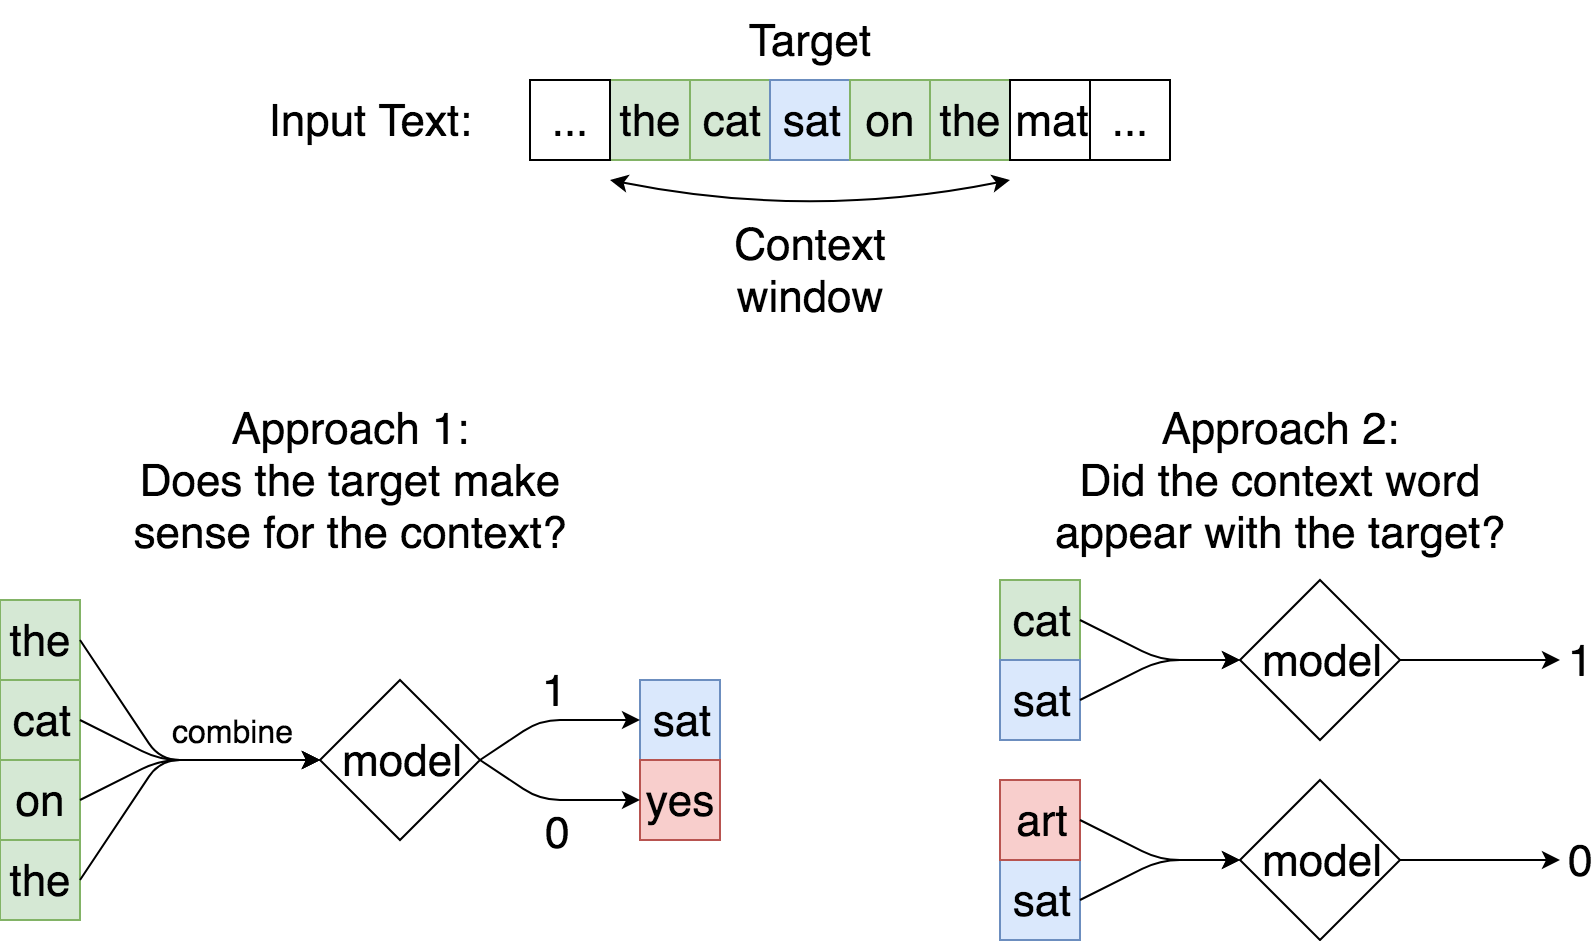 Target
Input Text: ... the cat sat on the mat ...
Context
window
Approach 1:
Does the target make
sense for the context?
the
cat
on
the
combine
model
1
0
sat
yes
Approach 2:
Did the context word
appear with the target?
cat
sat
model
1
art
sat
model
0